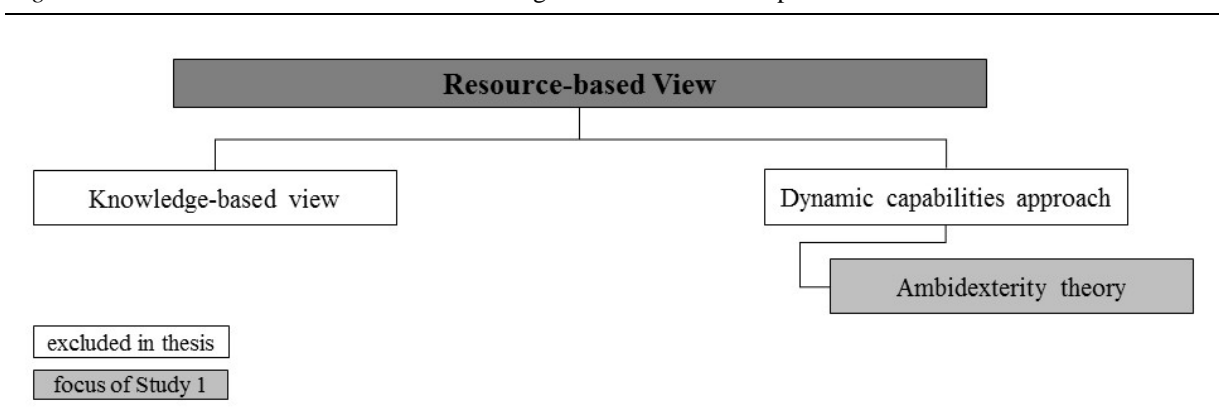 Resource-based View
Knowledge-based view
Dynamic capabilities approach
Ambidexterity theory
excluded in thesis
focus of Study 1